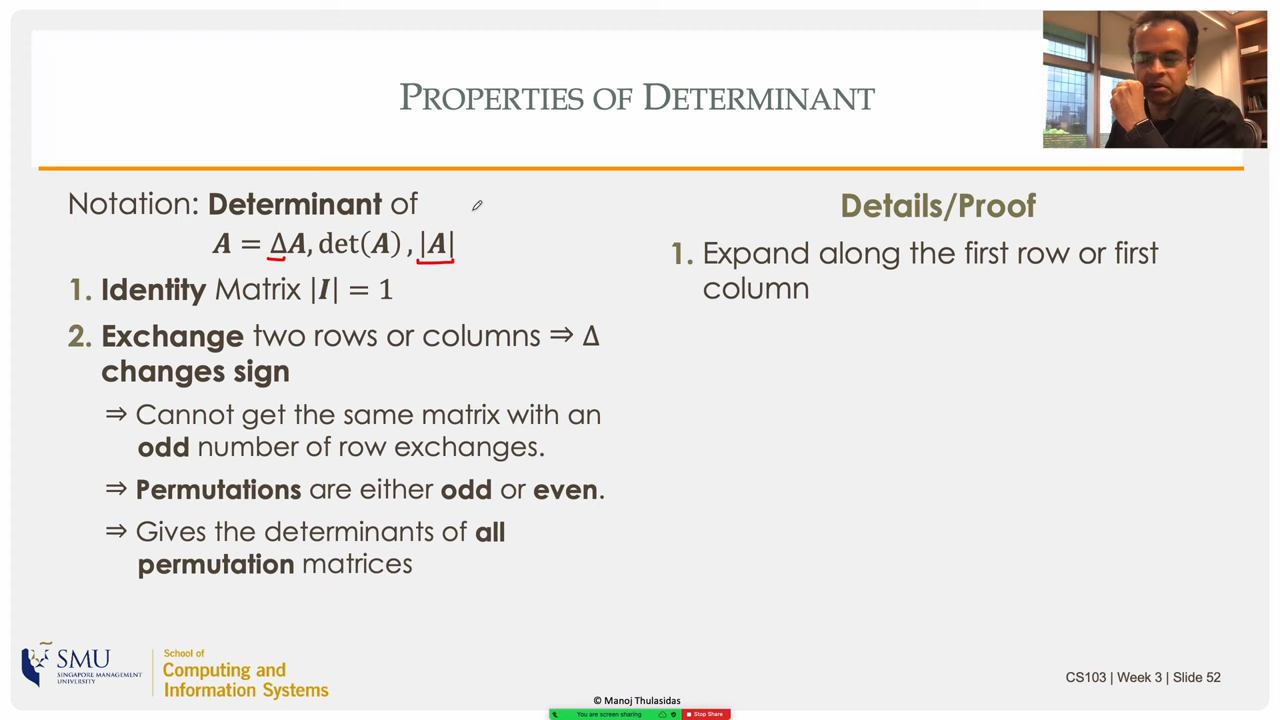 PROPERTIES OF DETERMINANT
Notation: Determinant of
A = ΔA, det(A), |A|
1. Identity Matrix |I| = 1
2. Exchange two rows or columns ⇒ Δ
changes sign
⇒ Cannot get the same matrix with an
odd number of row exchanges.
⇒ Permutations are either odd or even.
⇒ Gives the determinants of all
permutation matrices
Details/Proof
1. Expand along the first row or first
column
SMU
SINGAPORE MANAGEMENT
UNIVERSITY
School of
Computing and
Information Systems
CS103 | Week 3 | Slide 52
© Manoj Thulasidas
You are screen sharing
Stop Share